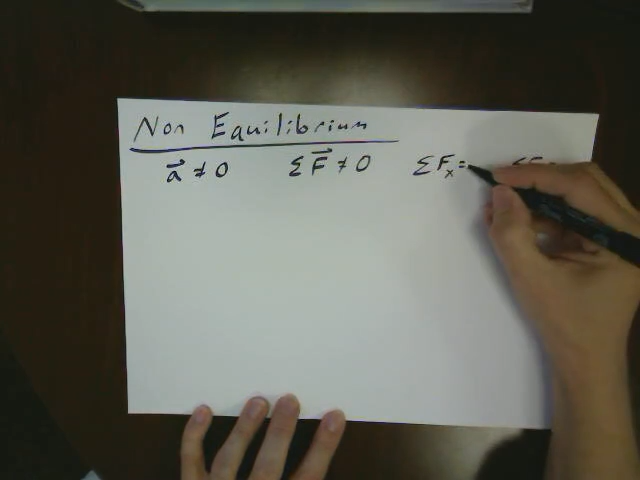 Non Equilibrium
a⃗ ≠ 0 ΣF⃗ ≠ 0 ΣFₓ =